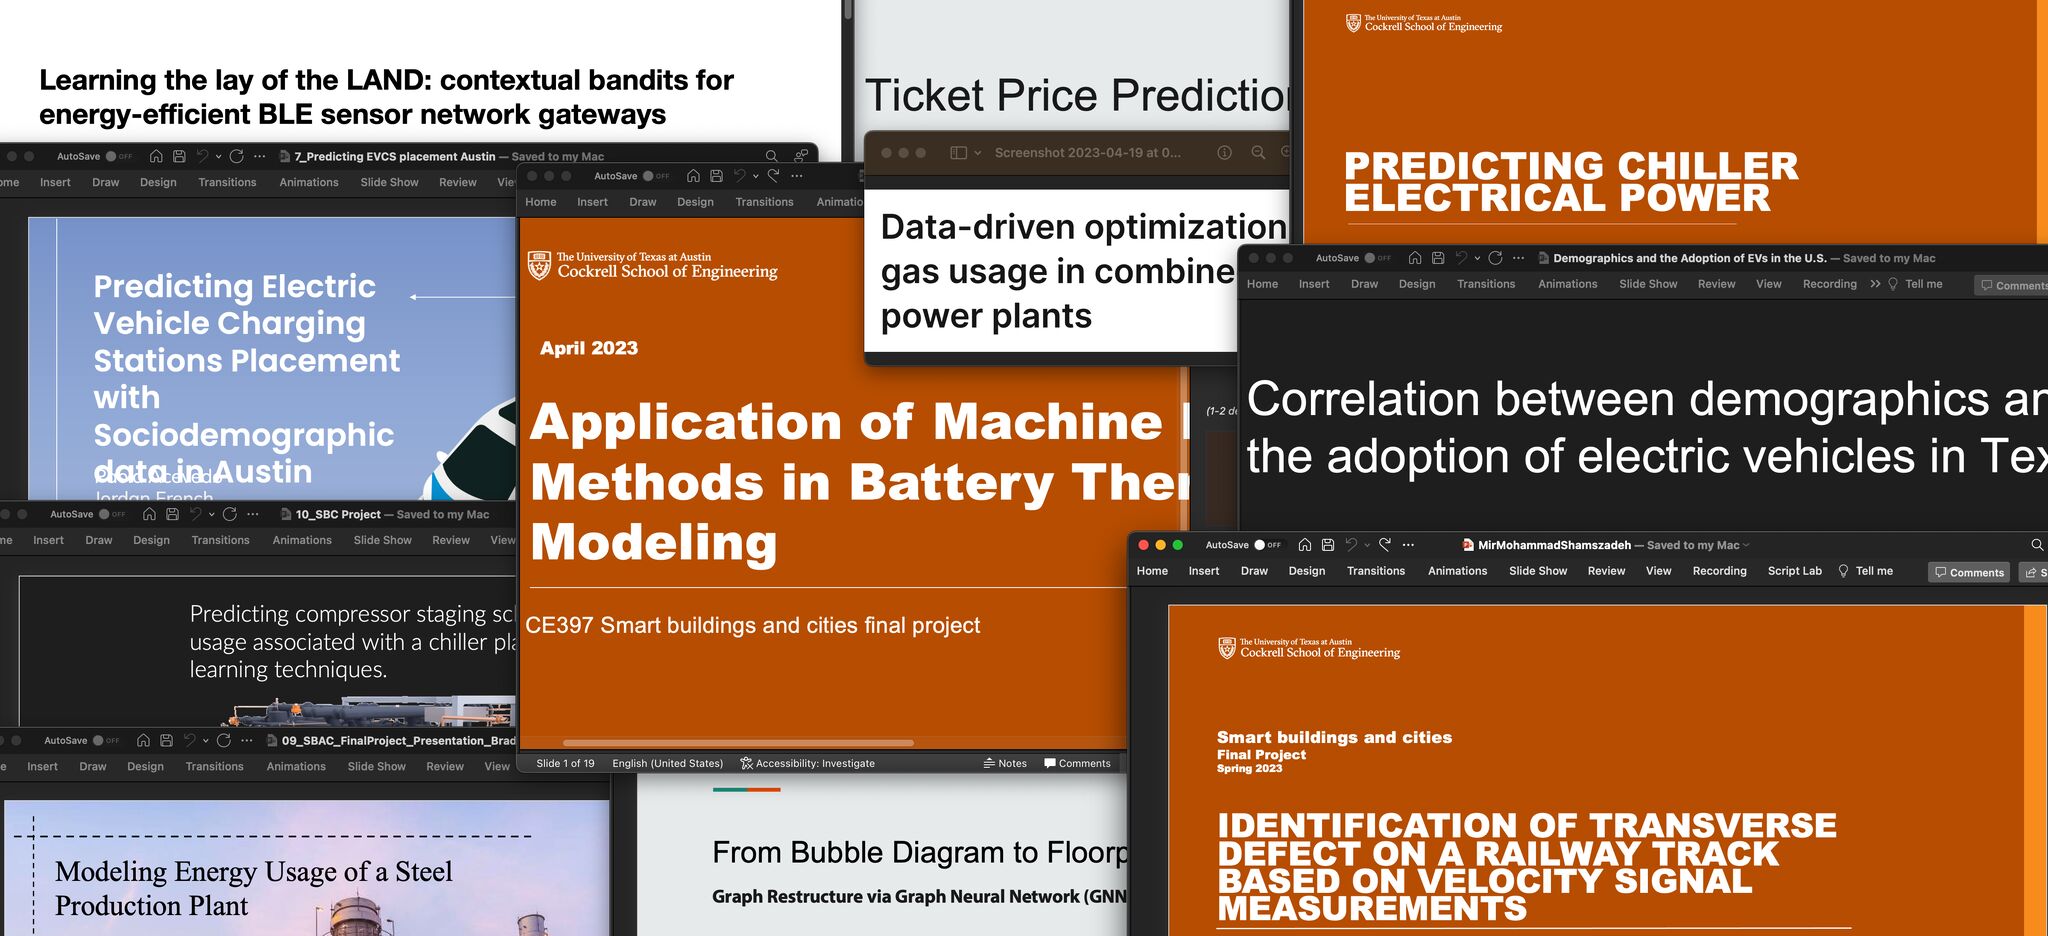 Learning the lay of the LAND: contextual bandits for
energy-efficient BLE sensor network gateways
Ticket Price Prediction
The University of Texas at Austin
Cockrell School of Engineering
PREDICTING CHILLER
ELECTRICAL POWER
AutoSave OFF 7_Predicting EVCS placement Austin — Saved to my Mac
Insert Draw Design Transitions Animations Slide Show Review
Predicting Electric
Vehicle Charging
Stations Placement
with
Sociodemographic
data in Austin
Jordan French
AutoSave OFF
Home Insert Draw Design Transitions
The University of Texas at Austin
Cockrell School of Engineering
April 2023
Application of Machine
Methods in Battery
Modeling
CE397 Smart buildings and cities final project
Slide 1 of 19 English (United States) Accessibility: Investigate Notes Comments
Screenshot 2023-04-19 at 0...
Data-driven optimization
gas usage in combine
power plants
AutoSave OFF Demographics and the Adoption of EVs in the U.S. — Saved to my Mac
Home Insert Draw Design Transitions Animations Slide Show Review View Recording Tell me Comments
(1-2
Correlation between demographics an
the adoption of electric vehicles in Tex
AutoSave OFF 10_SBC Project — Saved to my Mac
Insert Draw Design Transitions Animations Slide Show Review View
Predicting compressor staging
usage associated with a chiller
learning techniques.
AutoSave OFF 09_SBAC_FinalProject_Presentation_Brad
Insert Draw Design Transitions Animations Slide Show Review View
Modeling Energy Usage of a Steel
Production Plant
From Bubble Diagram to Floorp
Graph Restructure via Graph Neural Network (GNN
AutoSave OFF MirMohammadShamszadeh — Saved to my Mac
Home Insert Draw Design Transitions Animations Slide Show Review View Recording Script Lab Tell me Comments S
The University of Texas at Austin
Cockrell School of Engineering
Smart buildings and cities
Final Project
Spring 2023
IDENTIFICATION OF TRANSVERSE
DEFECT ON A RAILWAY TRACK
BASED ON VELOCITY SIGNAL
MEASUREMENTS